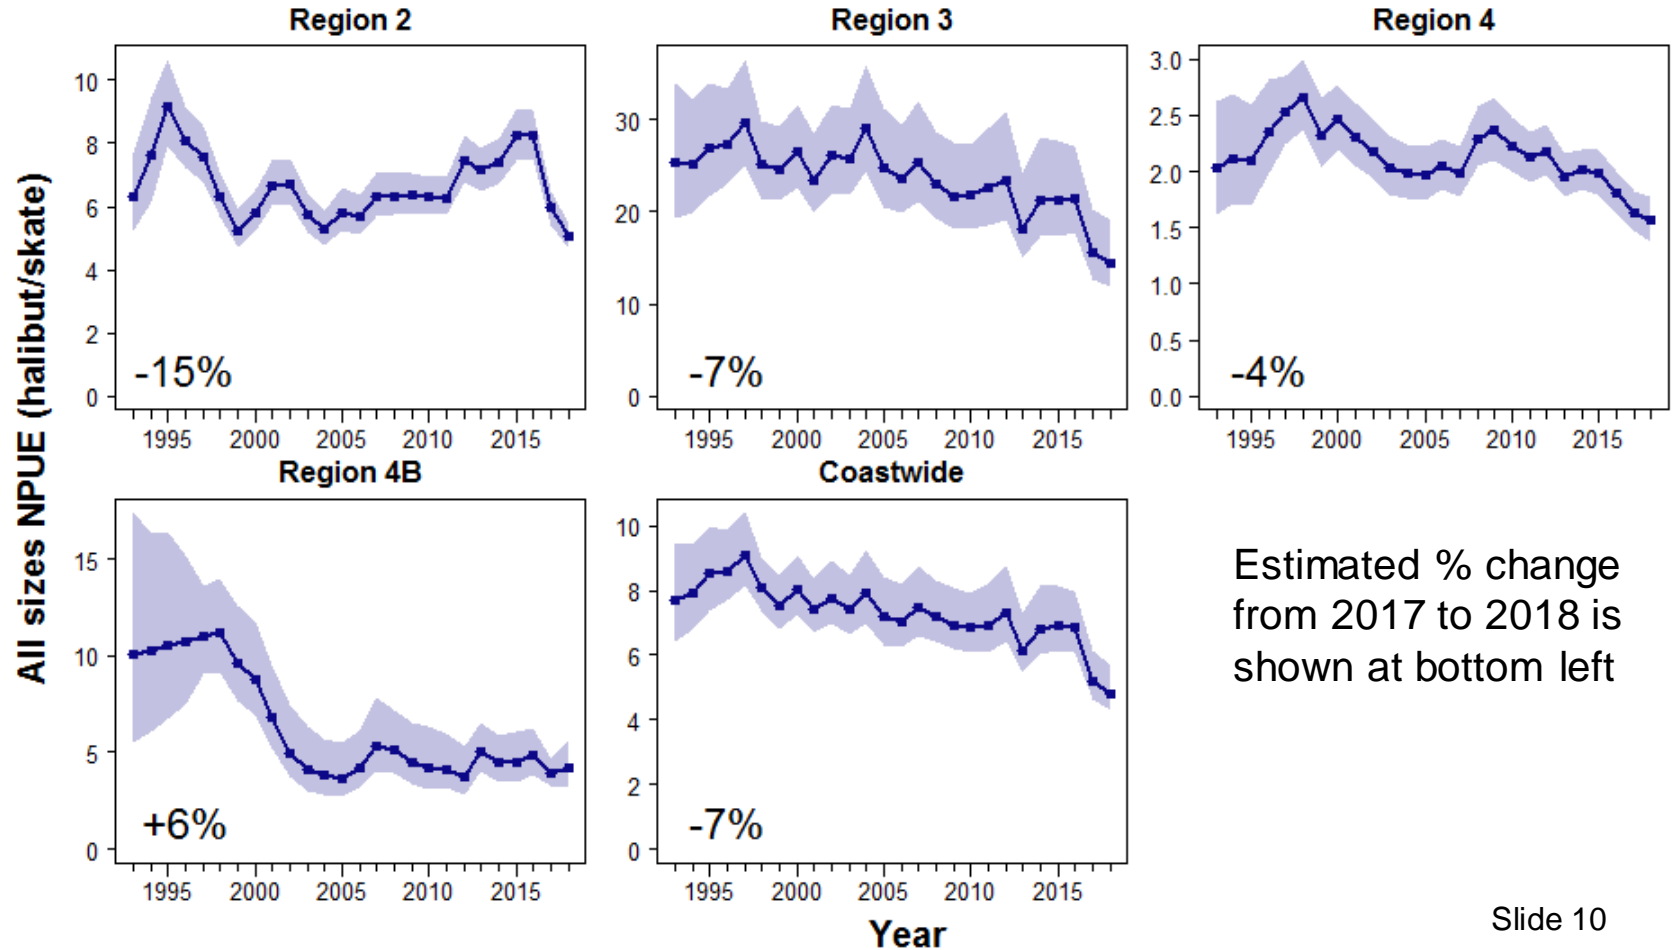 Region 2
Region 3
Region 4
All sizes NPUE (halibut/skate)
10
8
6
4
2
0
-15%
1995 2000 2005 2010 2015
30
20
10
0
-7%
1995 2000 2005 2010 2015
3.0
2.5
2.0
1.5
1.0
0.5
0.0
-4%
1995 2000 2005 2010 2015
Region 4B
Coastwide
15
10
5
0
+6%
1995 2000 2005 2010 2015
10
8
6
4
2
0
-7%
1995 2000 2005 2010 2015
Year
Estimated % change
from 2017 to 2018 is
shown at bottom left
Slide 10